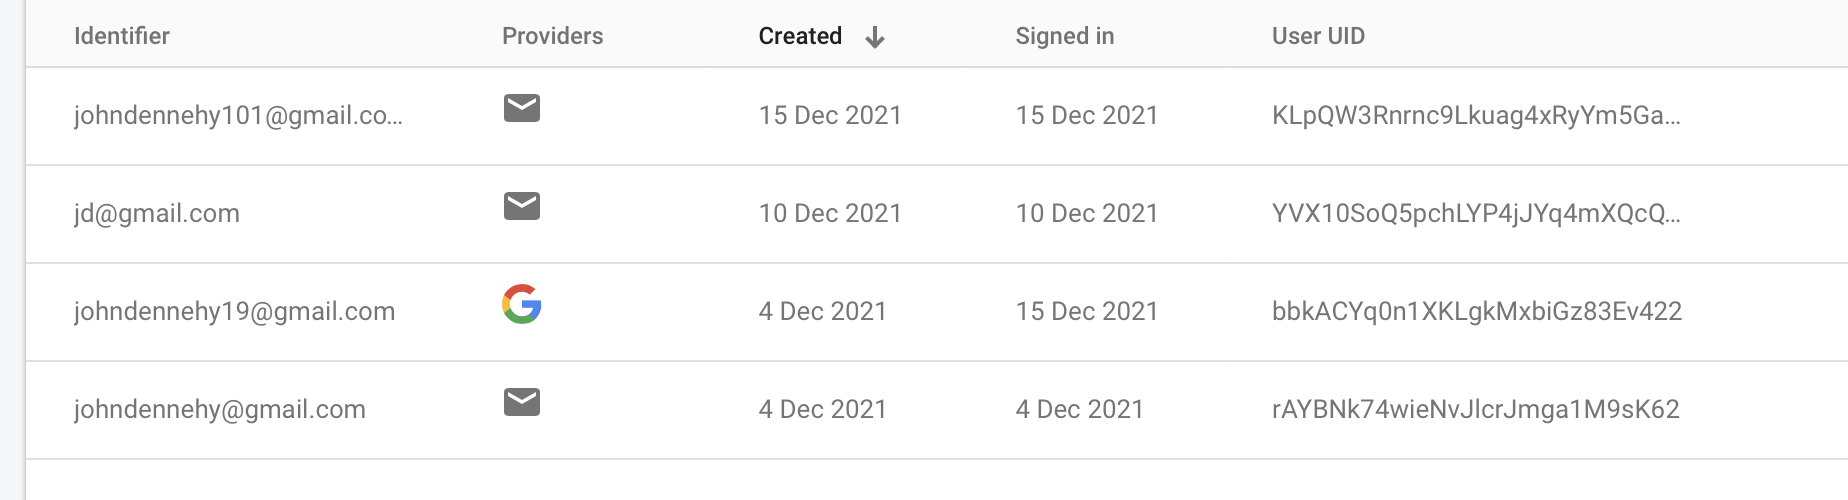 Identifier Providers Created Signed in User UID
johndennehy101@gmail.co... 15 Dec 2021 15 Dec 2021 KLpQW3Rnrnc9Lkuag4xRyYm5Ga...
jd@gmail.com 10 Dec 2021 10 Dec 2021 YVX10SoQ5pchLYP4jJYq4mXQcQ...
johndennehy19@gmail.com 4 Dec 2021 15 Dec 2021 bbkACYq0n1XKLgkMxbiGz83Ev422
johndennehy@gmail.com 4 Dec 2021 4 Dec 2021 rAYBNk74wieNvJlcrJmga1M9sK62